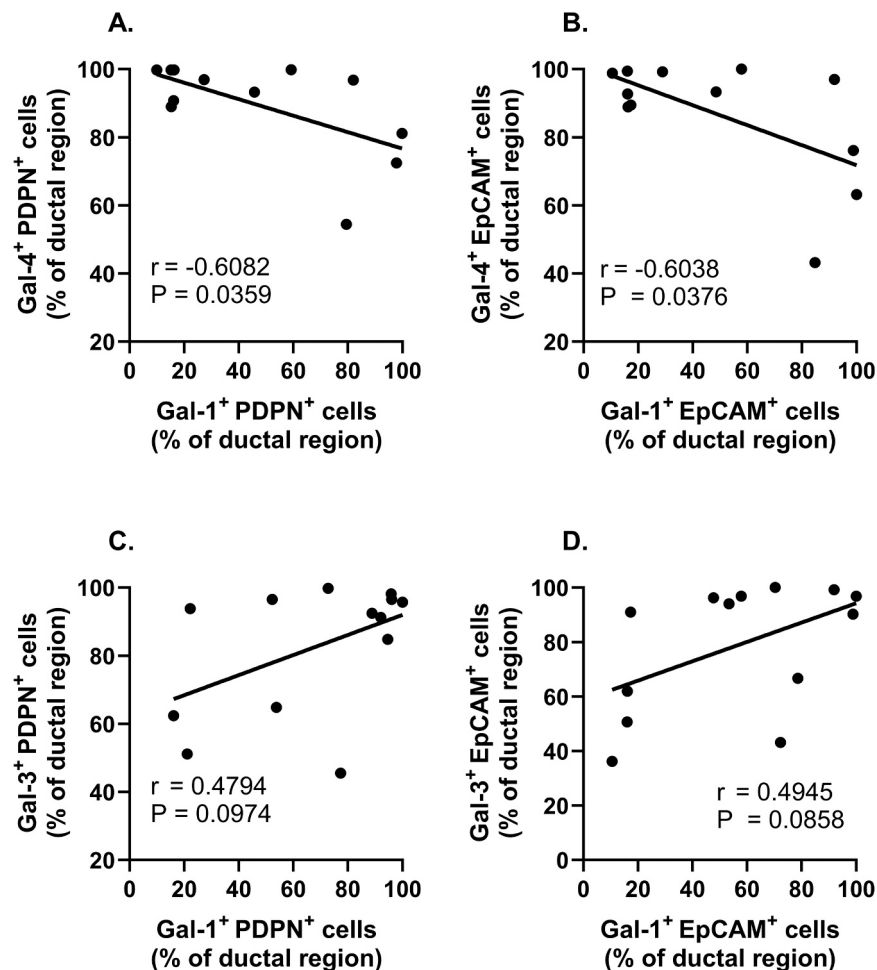 A.
Gal-4⁺ PDPN⁺ cells
(% of ductal region)
100
80
60
40
20
r = -0.6082
P = 0.0359
0 20 40 60 80 100
Gal-1⁺ PDPN⁺ cells
(% of ductal region)
B.
Gal-4⁺ EpCAM⁺ cells
(% of ductal region)
100
80
60
40
20
r = -0.6038
P = 0.0376
0 20 40 60 80 100
Gal-1⁺ EpCAM⁺ cells
(% of ductal region)
C.
Gal-3⁺ PDPN⁺ cells
(% of ductal region)
100
80
60
40
20
r = 0.4794
P = 0.0974
0 20 40 60 80 100
Gal-1⁺ PDPN⁺ cells
(% of ductal region)
D.
Gal-3⁺ EpCAM⁺ cells
(% of ductal region)
100
80
60
40
20
0
r = 0.4945
P = 0.0858
0 20 40 60 80 100
Gal-1⁺ EpCAM⁺ cells
(% of ductal region)